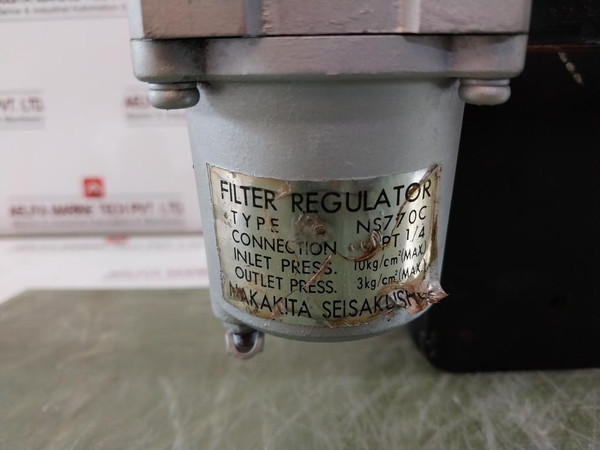 FILTER REGULATOR
TYPE NS770C
CONNECTION PT 1/4
INLET PRESS. 10kg/cm²(MAX.)
OUTLET PRESS. 3kg/cm²(MAX.)
NAKAKITA SEISAKUSHO